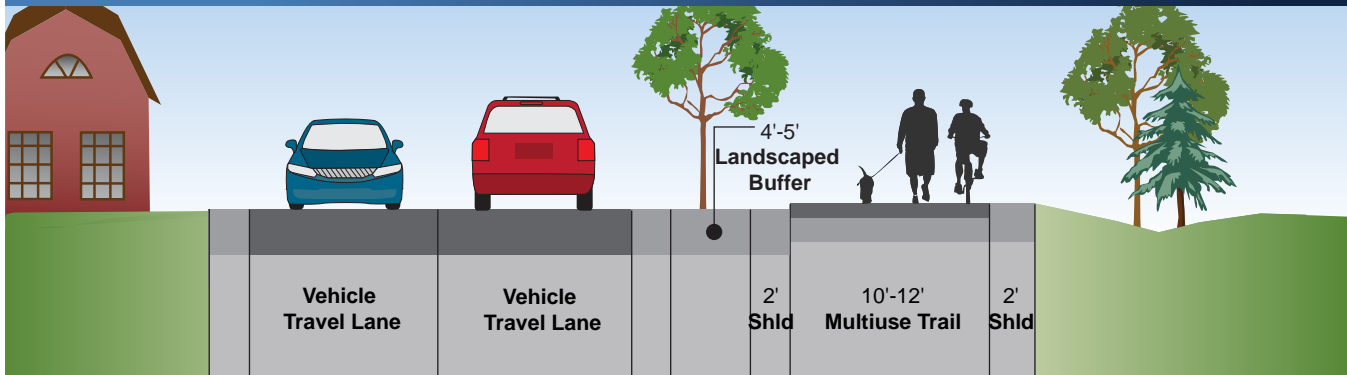 4'-5'
Landscaped
Buffer
Vehicle
Travel Lane
Vehicle
Travel Lane
2'
Shld
10'-12'
Multiuse Trail
2'
Shld